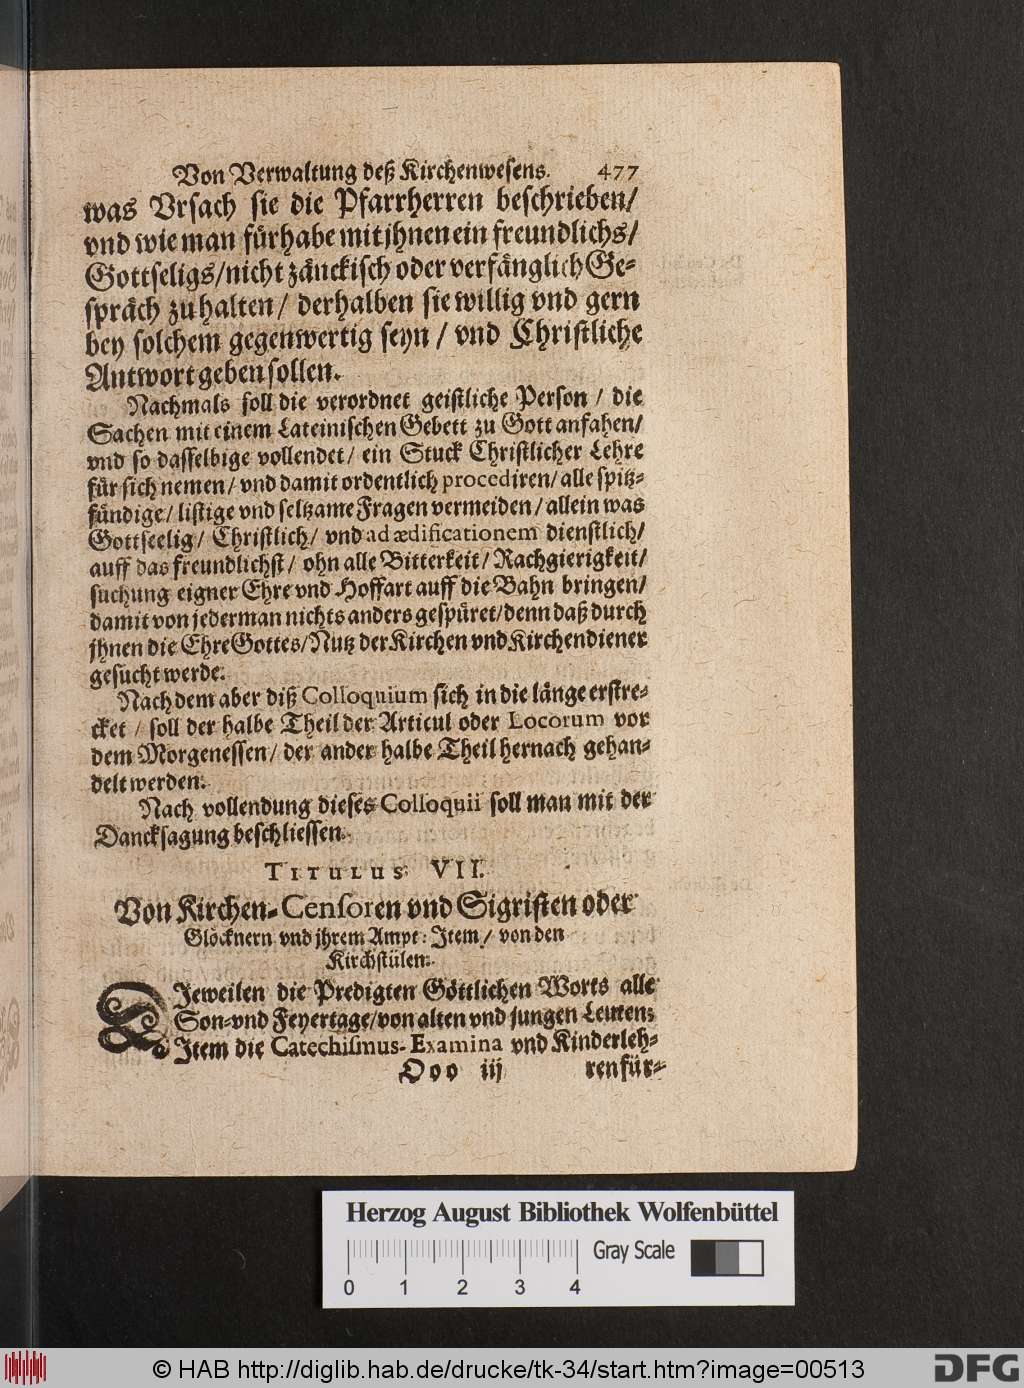 Von Verwaltung deß Kirchenwesens. 477
was Vrsach sie die Pfarrherren beschrieben/
vnd wie man fürhabe mit jhnen ein freundlichs/
Gottseligs/nicht zänckisch oder verfänglich Ge-
spräch zu halten/ derhalben sie willig vnd gern
bey solchem gegenwertig seyn/ vnd Christliche
Antwort geben sollen.
Nachmals soll die verordnet geistliche Person/ die
Sachen mit einem Lateinischen Gebett zu Gott anfahen/
vnd so dasselbige vollendet/ ein Stuck Christlicher Lehre
für sich nemen/ vnd damit ordentlich procediren/ alle spitz-
fündige/ listige vnd seltzame Fragen vermeiden/ allein was
Gottseelig/ Christlich/ vnd ad ædificationem dienstlich/
auff das freundlichst/ ohn alle Bitterkeit/ Rachgierigkeit/
suchung eigner Ehre vnd Hoffart auff die Bahn bringen/
damit von jederman nichts anders gespüret/denn daß durch
jhnen die Ehre Gottes/Nutz der Kirchen vnd Kirchendiener
gesucht werde.
Nach dem aber diß Colloquium sich in die länge erstre-
cket/ soll der halbe Theil der Articul oder Locorum vor
dem Morgenessen/ der ander halbe Theil hernach gehan-
delt werden.
Nach vollendung dieses Colloquii soll man mit der
Dancksagung beschliessen.
TITULUS VII.
Von Kirchen-Censoren vnd Sigristen oder
Glöcknern vnd jhrem Ampt: Item/ von den
Kirchstülen.
DJeweilen die Predigten Göttlichen Worts alle
Son-vnd Feyertage/von alten vnd jungen Leuten:
Item die Catechismus-Examina vnd Kinderleh-
Ooo iij renfür-
Herzog August Bibliothek Wolfenbüttel
Gray Scale
0 1 2 3 4
© HAB http://diglib.hab.de/drucke/tk-34/start.htm?image=00513
DFG